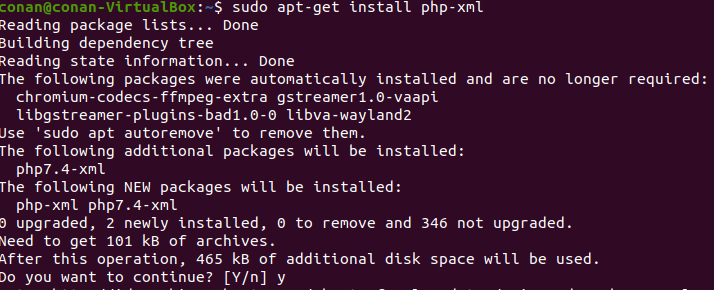 conan@conan-VirtualBox:~$ sudo apt-get install php-xml
Reading package lists... Done
Building dependency tree
Reading state information... Done
The following packages were automatically installed and are no longer required:
  chromium-codecs-ffmpeg-extra gstreamer1.0-vaapi
  libgstreamer-plugins-bad1.0-0 libva-wayland2
Use 'sudo apt autoremove' to remove them.
The following additional packages will be installed:
  php7.4-xml
The following NEW packages will be installed:
  php-xml php7.4-xml
0 upgraded, 2 newly installed, 0 to remove and 346 not upgraded.
Need to get 101 kB of archives.
After this operation, 465 kB of additional disk space will be used.
Do you want to continue? [Y/n] y